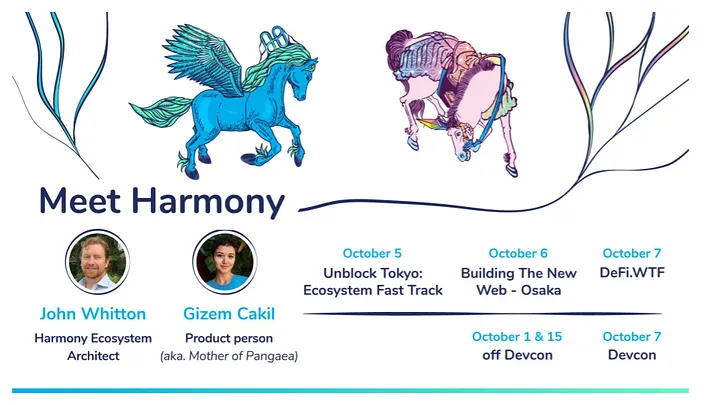 Meet Harmony
John Whitton
Harmony Ecosystem
Architect
Gizem Cakil
Product person
(aka. Mother of Pangaea)
October 5
Unblock Tokyo:
Ecosystem Fast Track
October 6
Building The New
Web - Osaka
October 7
DeFi.WTF
October 1 & 15
off Devcon
October 7
Devcon